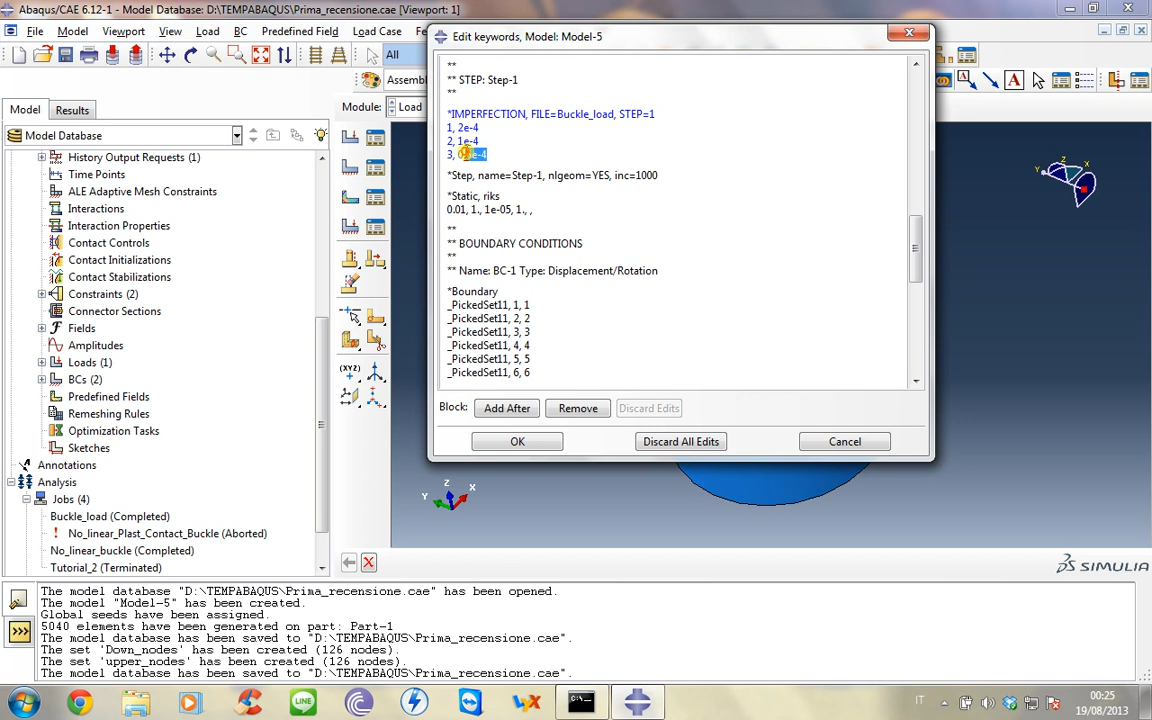 Abaqus/CAE 6.12-1 - Model Database: D:\TEMPABAQUS\Prima_recensione.cae [Viewport: 1]
File Model Viewport View Load BC Predefined Field Load Case
All
Assem
Module: Load
Model Results
Model Database
History Output Requests (1)
Time Points
ALE Adaptive Mesh Constraints
Interactions
Interaction Properties
Contact Controls
Contact Initializations
Contact Stabilizations
Constraints (2)
Connector Sections
Fields
Amplitudes
Loads (1)
BCs (2)
Predefined Fields
Remeshing Rules
Optimization Tasks
Sketches
Annotations
Analysis
Jobs (4)
Buckle_load (Completed)
No_linear_Plast_Contact_Buckle (Aborted)
No_linear_buckle (Completed)
Tutorial_2 (Terminated)
(XYZ)
Edit keywords, Model: Model-5
**
** STEP: Step-1
**
*IMPERFECTION, FILE=Buckle_load, STEP=1
1, 2e-4
2, 1e-4
3,
*Step, name=Step-1, nlgeom=YES, inc=1000
*Static, riks
0.01, 1., 1e-05, 1., ,
**
** BOUNDARY CONDITIONS
**
** Name: BC-1 Type: Displacement/Rotation
*Boundary
_PickedSet11, 1, 1
_PickedSet11, 2, 2
_PickedSet11, 3, 3
_PickedSet11, 4, 4
_PickedSet11, 5, 5
_PickedSet11, 6, 6
Block: Add After Remove Discard Edits
OK Discard All Edits Cancel
Z
X
Y
Z
X
Y
SIMULIA
The model database "D:\TEMPABAQUS\Prima_recensione.cae" has been opened.
The model "Model-5" has been created.
Global seeds have been assigned.
5040 elements have been generated on part: Part-1
The model database has been saved to "D:\TEMPABAQUS\Prima_recensione.cae".
The set 'Down_nodes' has been created (126 nodes).
The set 'upper_nodes' has been created (126 nodes).
The model database has been saved to "D:\TEMPABAQUS\Prima_recensione.cae".
IT
00:25
19/08/2013